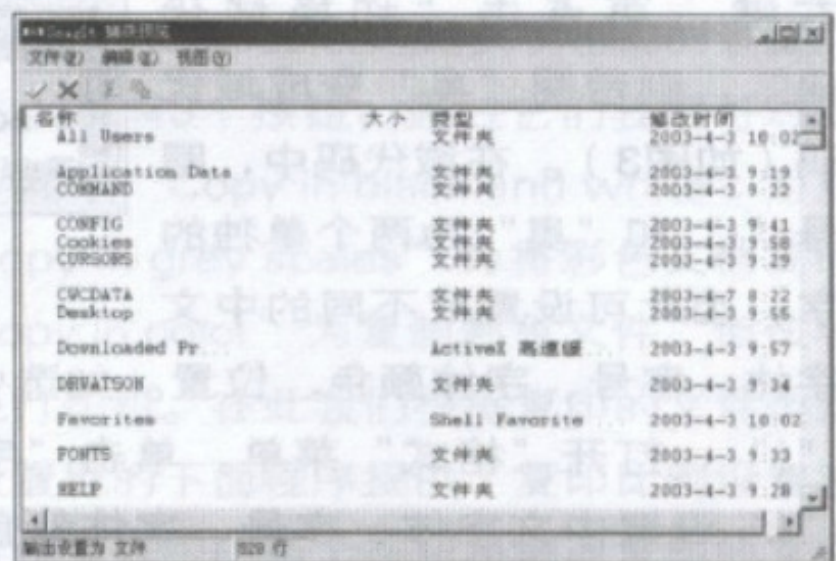 SnagIt 捕获预览
文件(F) 编辑(E) 视图(V)
名称 大小 类型 修改时间
All Users 文件夹 2003-4-3 10:02
Application Data 文件夹 2003-4-3 9:19
COMMAND 文件夹 2003-4-3 9:22
CONFIG 文件夹 2003-4-3 9:41
Cookies 文件夹 2003-4-3 9:58
CURSORS 文件夹 2003-4-3 9:29
CWCDATA 文件夹 2003-4-7 8:22
Desktop 文件夹 2003-4-3 9:55
Downloaded Pr... ActiveX 高速缓... 2003-4-3 9:57
DRWATSON 文件夹 2003-4-3 9:34
Favorites Shell Favorite ... 2003-4-3 10:02
FONTS 文件夹 2003-4-3 9:33
HELP 文件夹 2003-4-3 9:28
输出设置为 文件 528 行